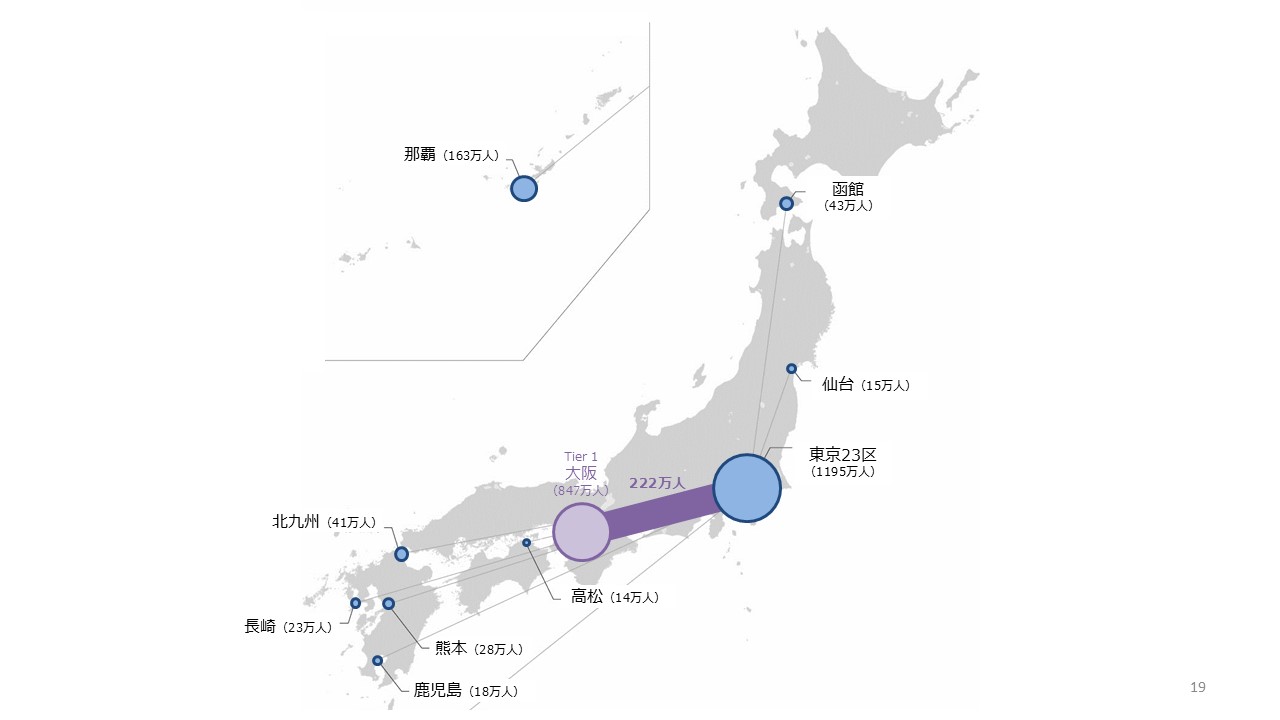 那覇（163万人）
函館
（43万人）
仙台（15万人）
東京23区
（1195万人）
Tier 1
大阪
（847万人）
222万人
北九州（41万人）
高松（14万人）
長崎（23万人）
熊本（28万人）
鹿児島（18万人）
19